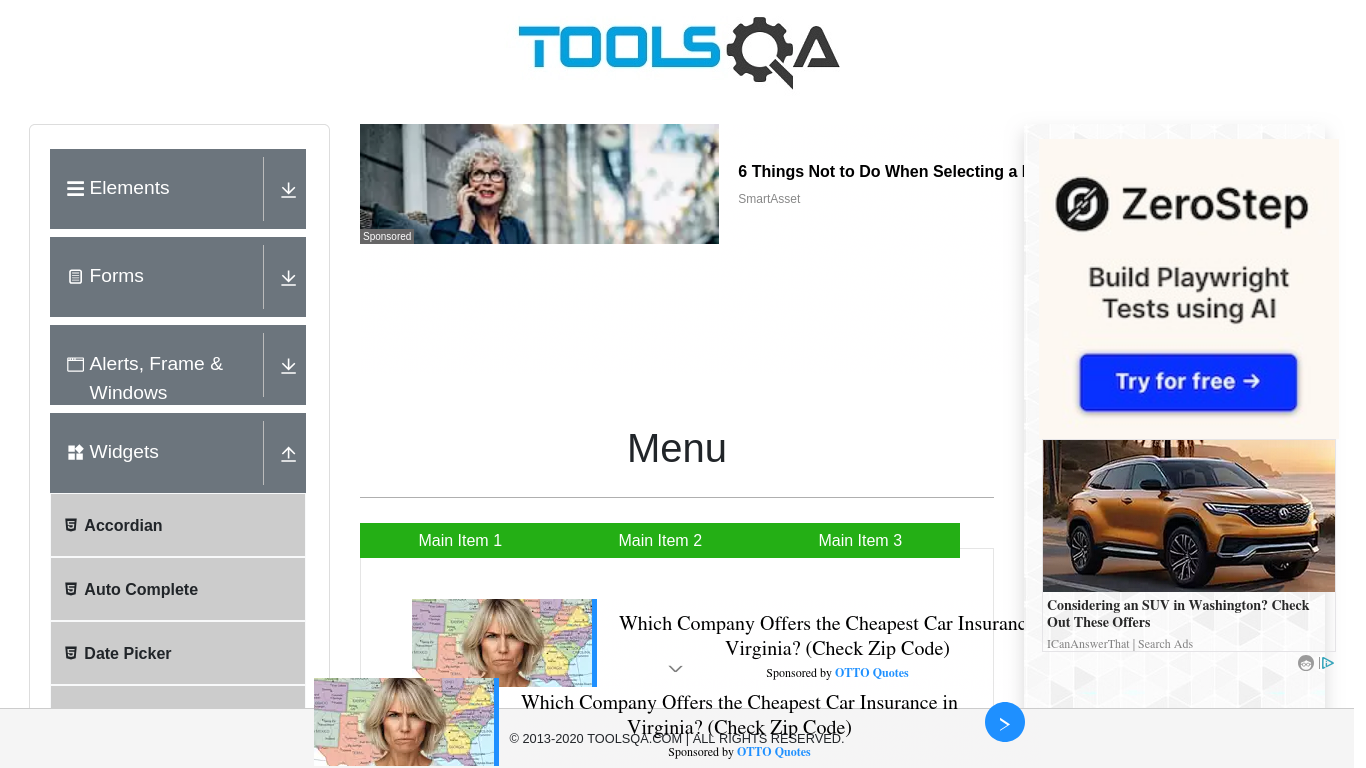 TOOLSQA
Elements
Forms
Alerts, Frame &
Windows
Widgets
Accordian
Auto Complete
Date Picker
Sponsored
6 Things Not to Do When Selecting a
SmartAsset
Menu
Main Item 1
Main Item 2
Main Item 3
Which Company Offers the Cheapest Car Insuranc
Virginia? (Check Zip Code)
Sponsored by OTTO Quotes
Which Company Offers the Cheapest Car Insurance in
Virginia? (Check Zip Code)
Sponsored by OTTO Quotes
© 2013-2020 TOOLSQA.COM | ALL RIGHTS RESERVED.
ZeroStep
Build Playwright
Tests using AI
Try for free →
Considering an SUV in Washington? Check
Out These Offers
ICanAnswerThat | Search Ads